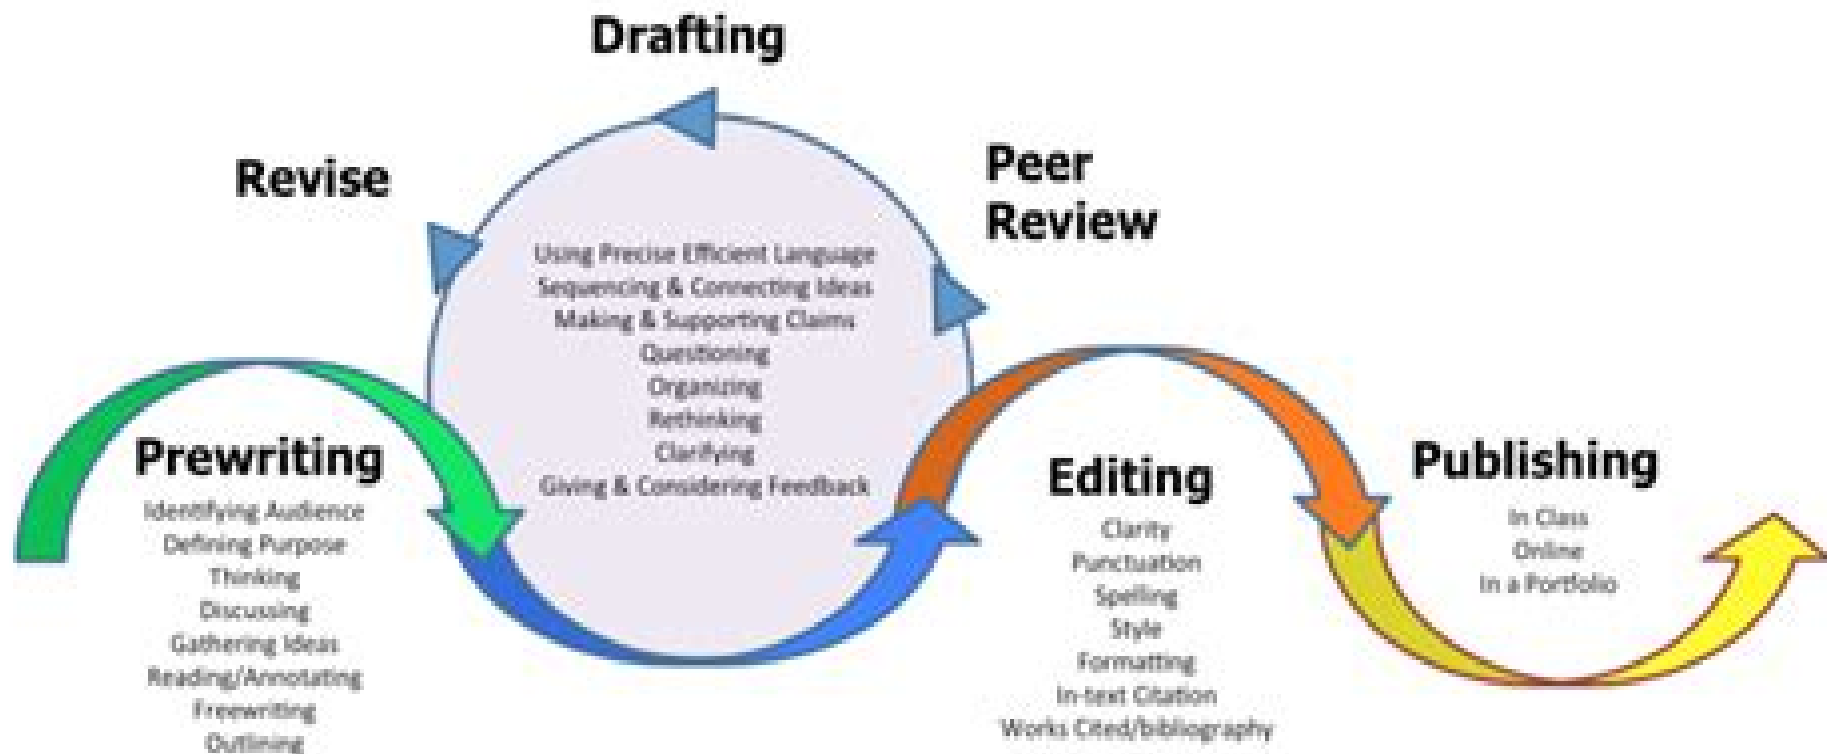 Drafting
Revise
Peer
Review
Using Precise Efficient Language
Sequencing & Connecting Ideas
Making & Supporting Claims
Questioning
Organizing
Rethinking
Clarifying
Giving & Considering Feedback
Prewriting
Identifying Audience
Defining Purpose
Thinking
Discussing
Gathering Ideas
Reading/Annotating
Freewriting
Outlining
Editing
Clarity
Punctuation
Spelling
Style
Formatting
In-text Citation
Works Cited/bibliography
Publishing
In Class
Online
In a Portfolio